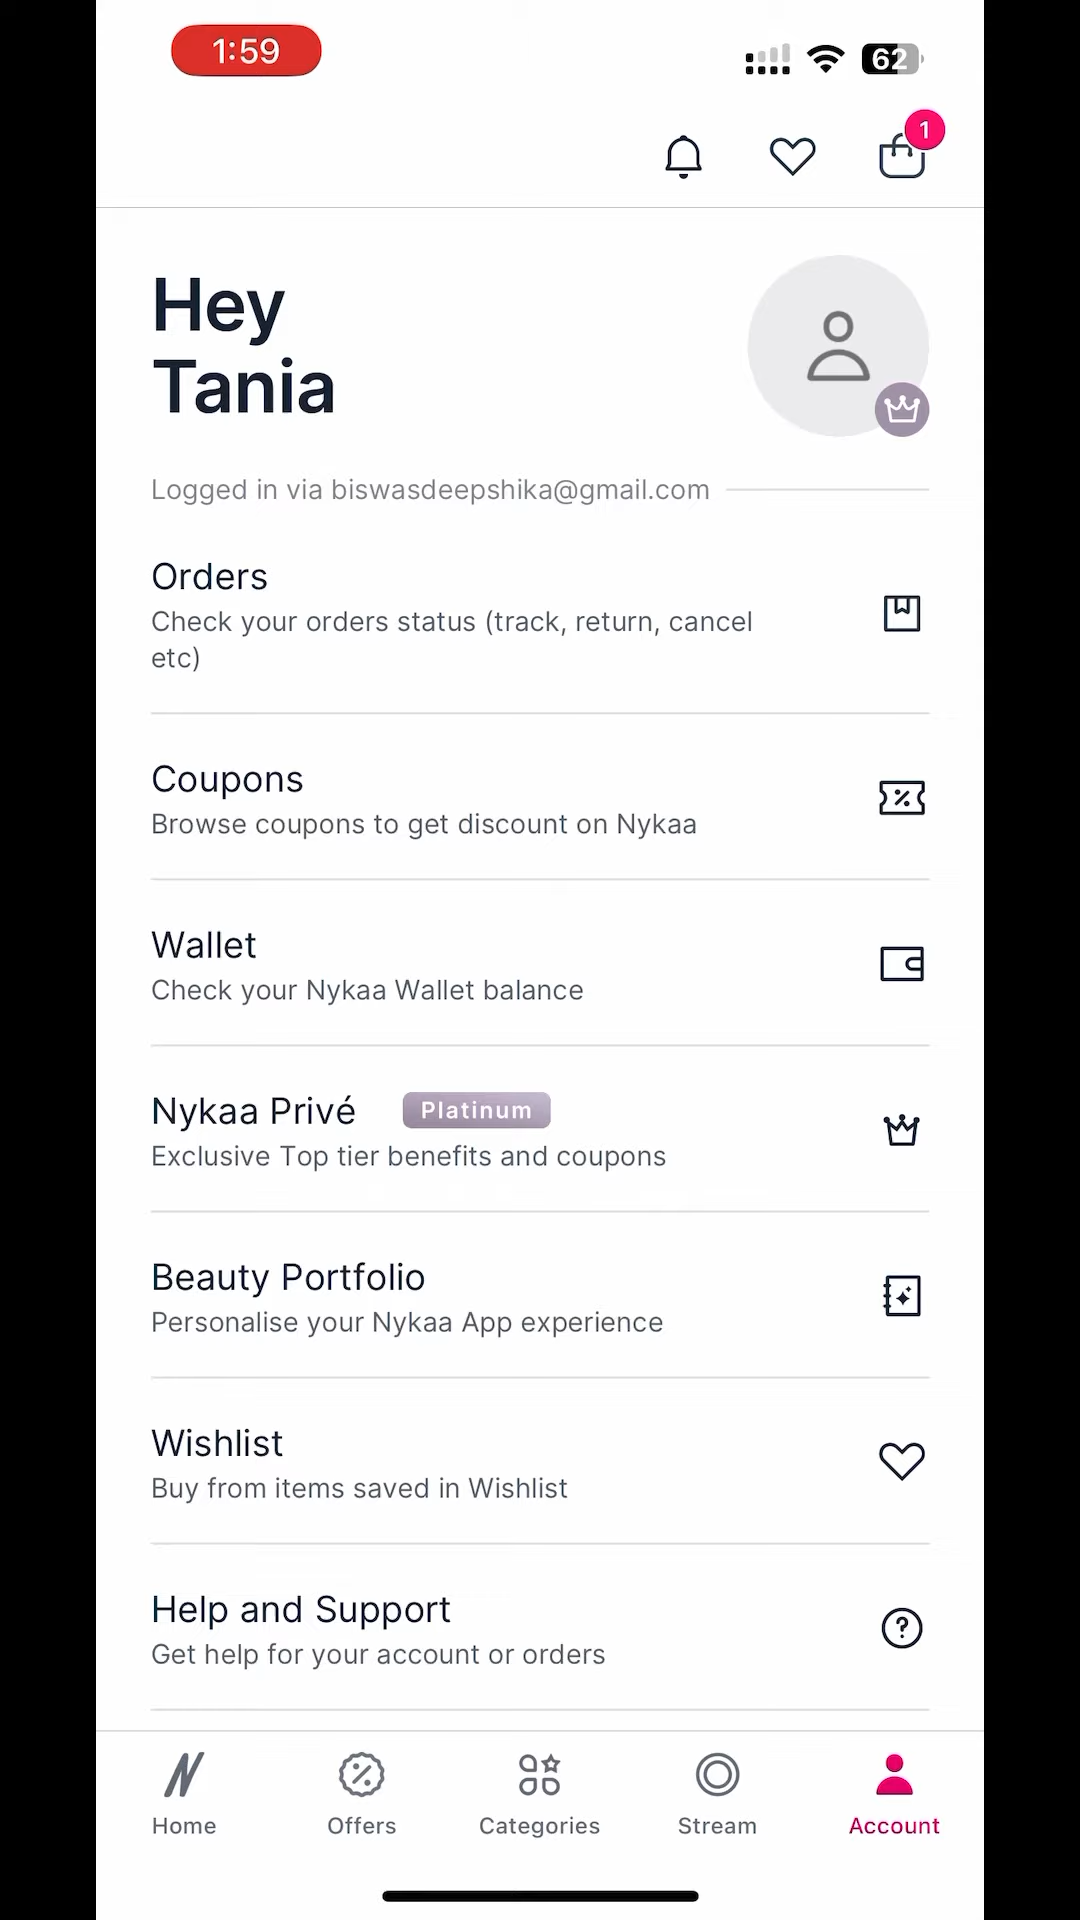 1:59
62
1
Hey
Tania
Logged in via biswasdeepshika@gmail.com
Orders
Check your orders status (track, return, cancel
etc)
Coupons
Browse coupons to get discount on Nykaa
Wallet
Check your Nykaa Wallet balance
Nykaa Privé Platinum
Exclusive Top tier benefits and coupons
Beauty Portfolio
Personalise your Nykaa App experience
Wishlist
Buy from items saved in Wishlist
Help and Support
Get help for your account or orders
Home Offers Categories Stream Account